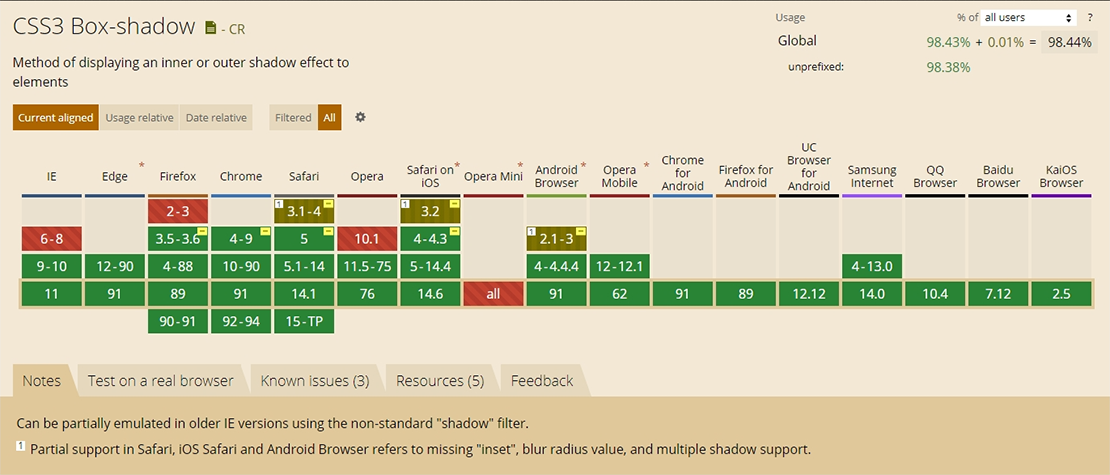 CSS3 Box-shadow - CR
Usage % of all users ?
Global 98.43% + 0.01% = 98.44%
unprefixed: 98.38%
Method of displaying an inner or outer shadow effect to
elements
Current aligned Usage relative Date relative Filtered All
IE Edge * Firefox Chrome Safari Opera Safari on iOS * Opera Mini * Android Browser * Opera Mobile * Chrome for Android Firefox for Android UC Browser for Android Samsung Internet QQ Browser Baidu Browser KaiOS Browser
2-3 1 3.1-4 1 3.2
6-8 3.5-3.6 4-9 5 10.1 4-4.3 1 2.1-3
9-10 12-90 4-88 10-90 5.1-14 11.5-75 5-14.4 4-4.4.4 12-12.1 4-13.0
11 91 89 91 14.1 76 14.6 all 91 62 91 89 12.12 14.0 10.4 7.12 2.5
90-91 92-94 15-TP
Notes Test on a real browser Known issues (3) Resources (5) Feedback
Can be partially emulated in older IE versions using the non-standard "shadow" filter.
1 Partial support in Safari, iOS Safari and Android Browser refers to missing "inset", blur radius value, and multiple shadow support.